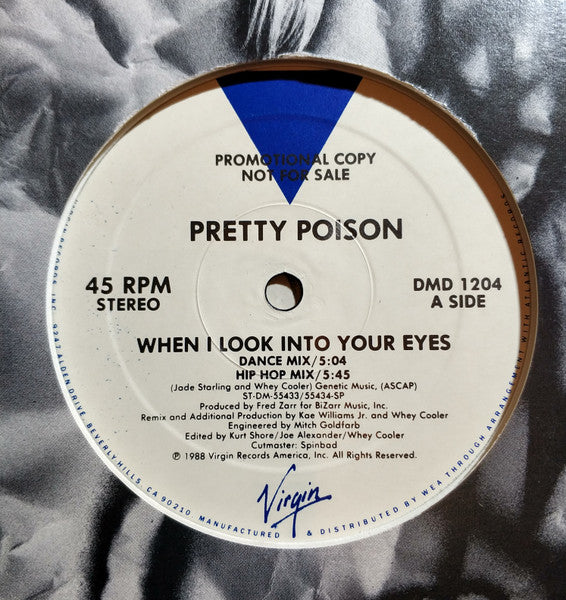 PROMOTIONAL COPY
NOT FOR SALE
PRETTY POISON
45 RPM
STEREO
DMD 1204
A SIDE
WHEN I LOOK INTO YOUR EYES
DANCE MIX/5:04
HIP HOP MIX/5:45
(Jade Starling and Whey Cooler) Genetic Music, (ASCAP)
ST-DM-55433/55434-SP
Produced by Fred Zarr for BiZarr Music, Inc.
Remix and Additional Production by Kae Williams Jr. and Whey Cooler
Engineered by Mitch Goldfarb
Edited by Kurt Shore/Joe Alexander/Whey Cooler
Cutmaster: Spinbad
℗ 1988 Virgin Records America, Inc. All Rights Reserved.
Virgin
VIRGIN RECORDS, INC. 9247 ALDEN DRIVE, BEVERLY HILLS, CA 90210. MANUFACTURED & DISTRIBUTED BY WEA THROUGH ARRANGEMENT WITH ATLANTIC RECORDS